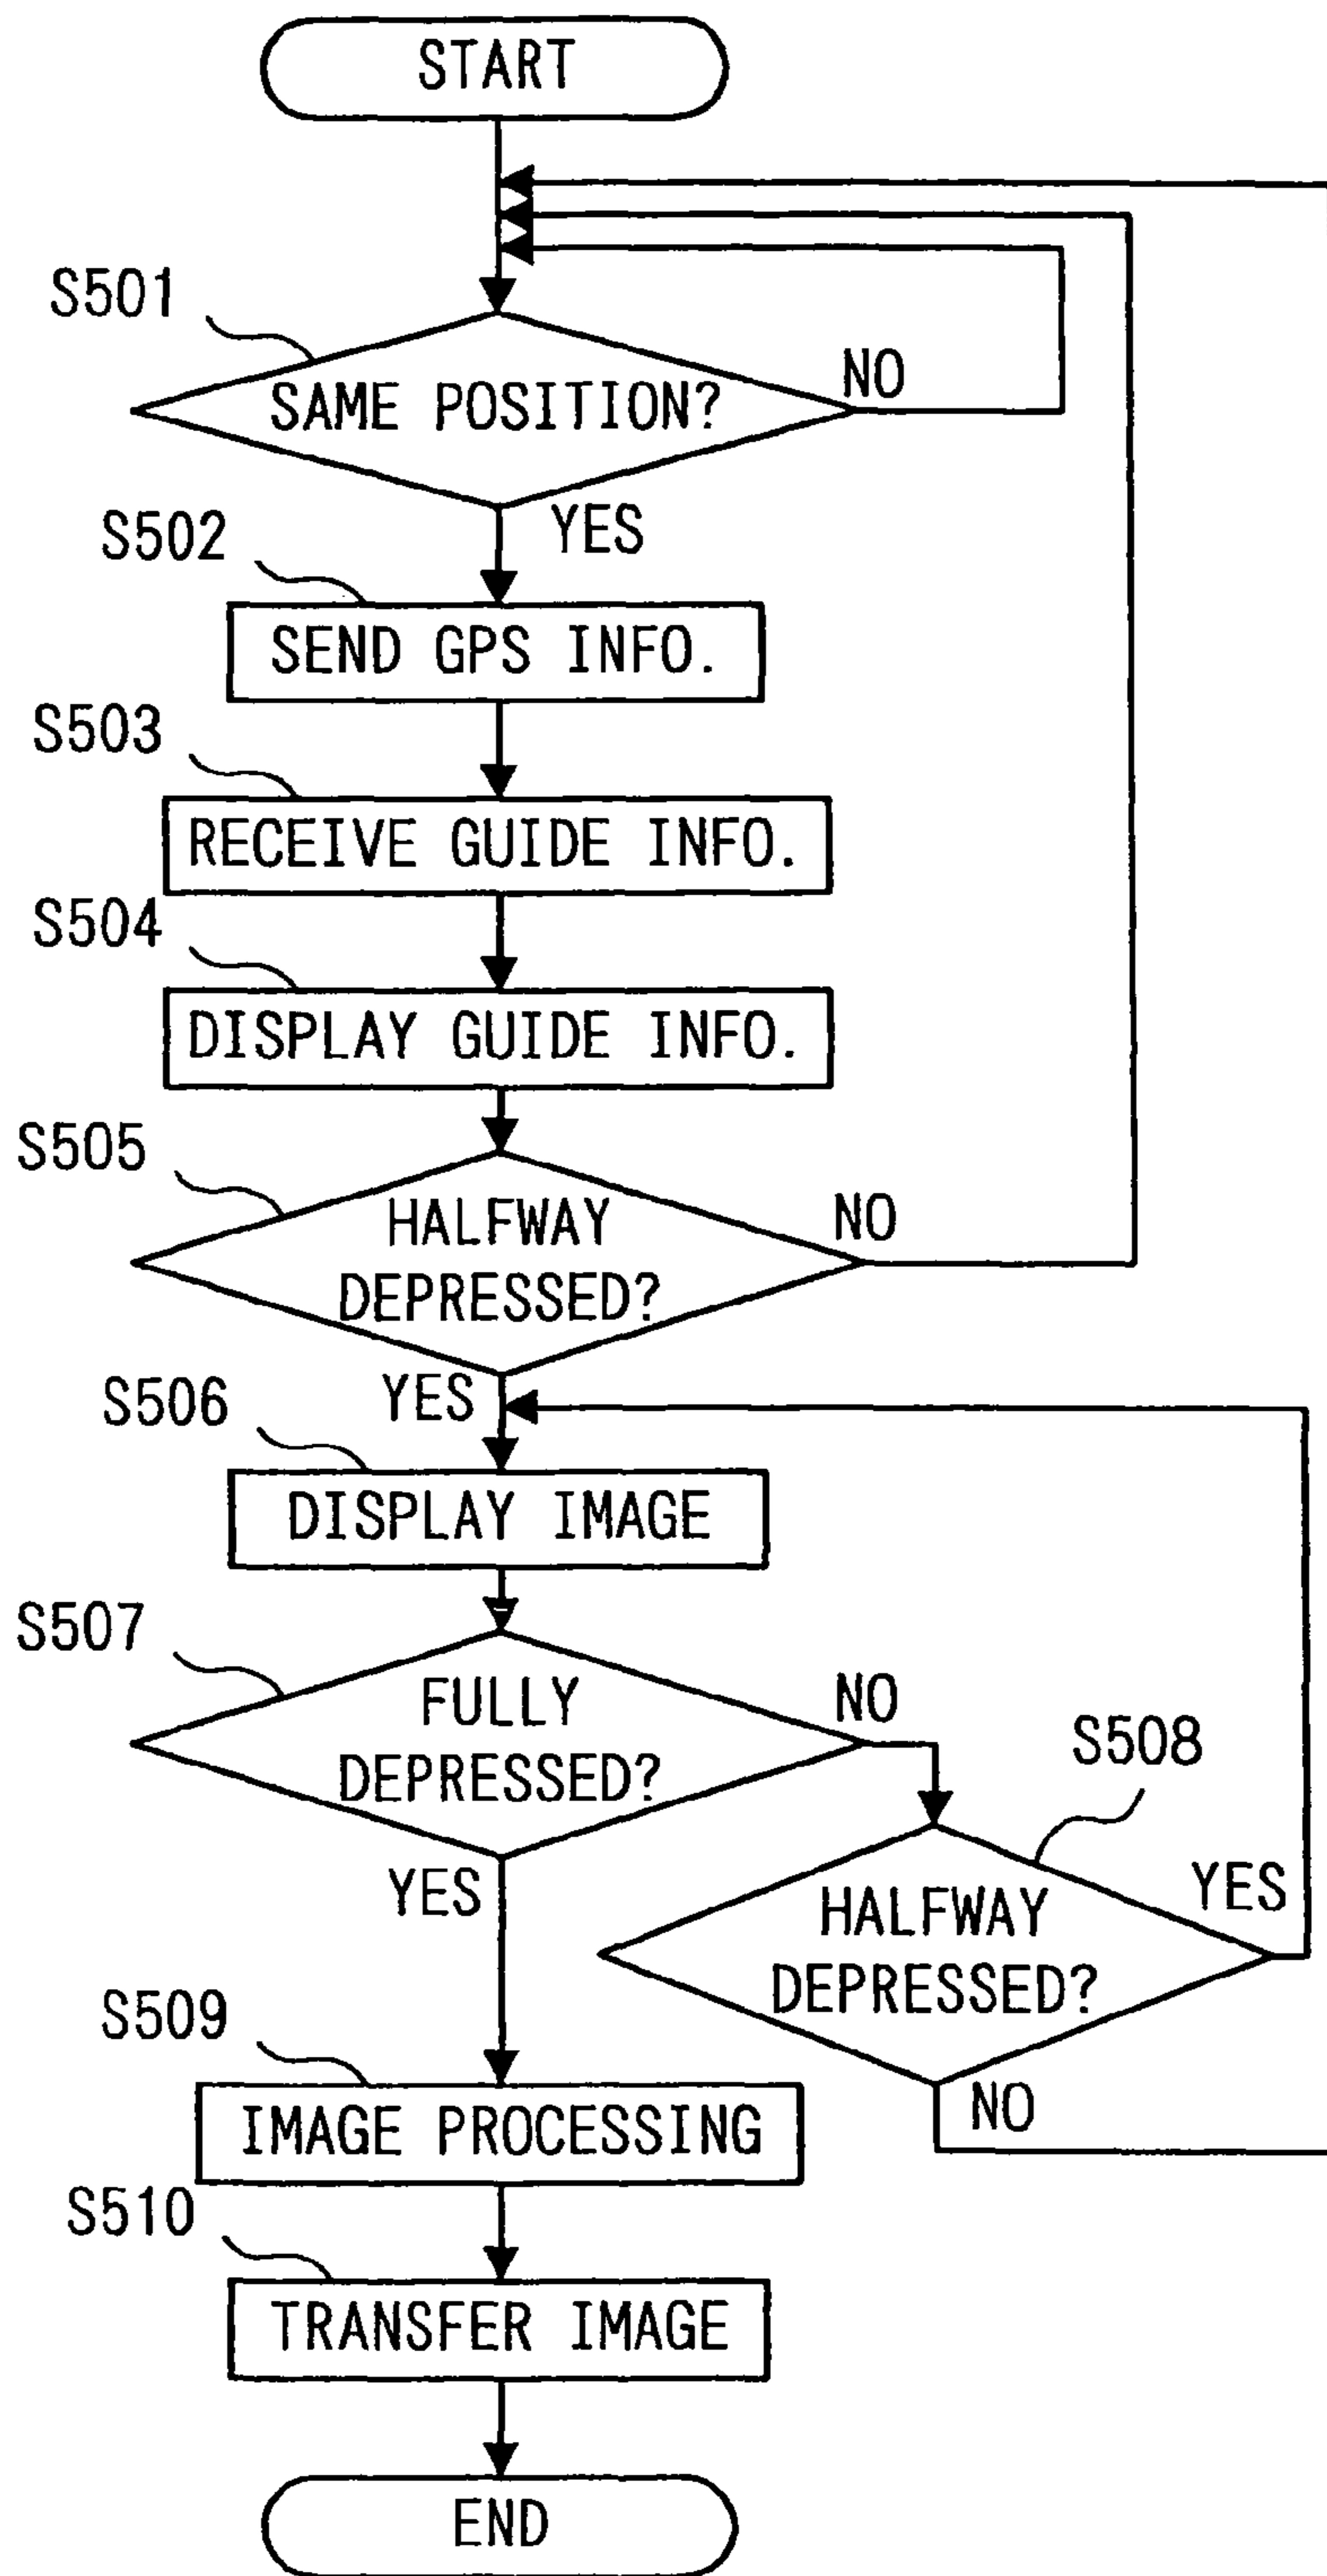 START
S501
SAME POSITION?
NO
YES
S502
SEND GPS INFO.
S503
RECEIVE GUIDE INFO.
S504
DISPLAY GUIDE INFO.
S505
HALFWAY
DEPRESSED?
NO
YES
S506
DISPLAY IMAGE
S507
FULLY
DEPRESSED?
NO
S508
YES
HALFWAY
DEPRESSED?
YES
NO
S509
IMAGE PROCESSING
S510
TRANSFER IMAGE
END